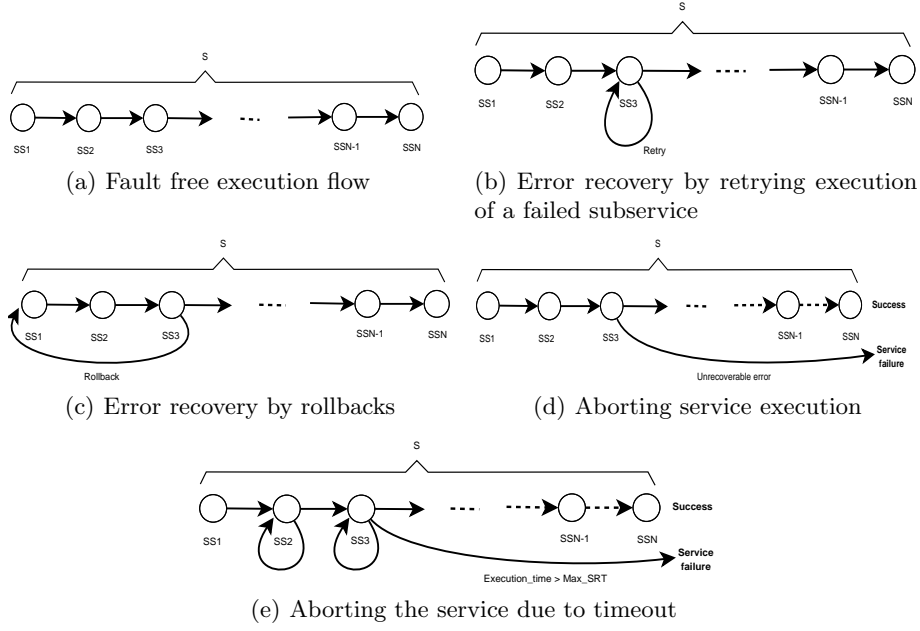 S
SS1 SS2 SS3 SSN-1 SSN
(a) Fault free execution flow
S
SS1 SS2 SS3 SSN-1 SSN
Retry
(b) Error recovery by retrying execution
of a failed subservice
S
SS1 SS2 SS3 SSN-1 SSN
Rollback
(c) Error recovery by rollbacks
S
Success
SS1 SS2 SS3 SSN-1 SSN
Service
failure
Unrecoverable error
(d) Aborting service execution
S
Success
SS1 SS2 SS3 SSN-1 SSN
Service
failure
Execution_time > Max_SRT
(e) Aborting the service due to timeout